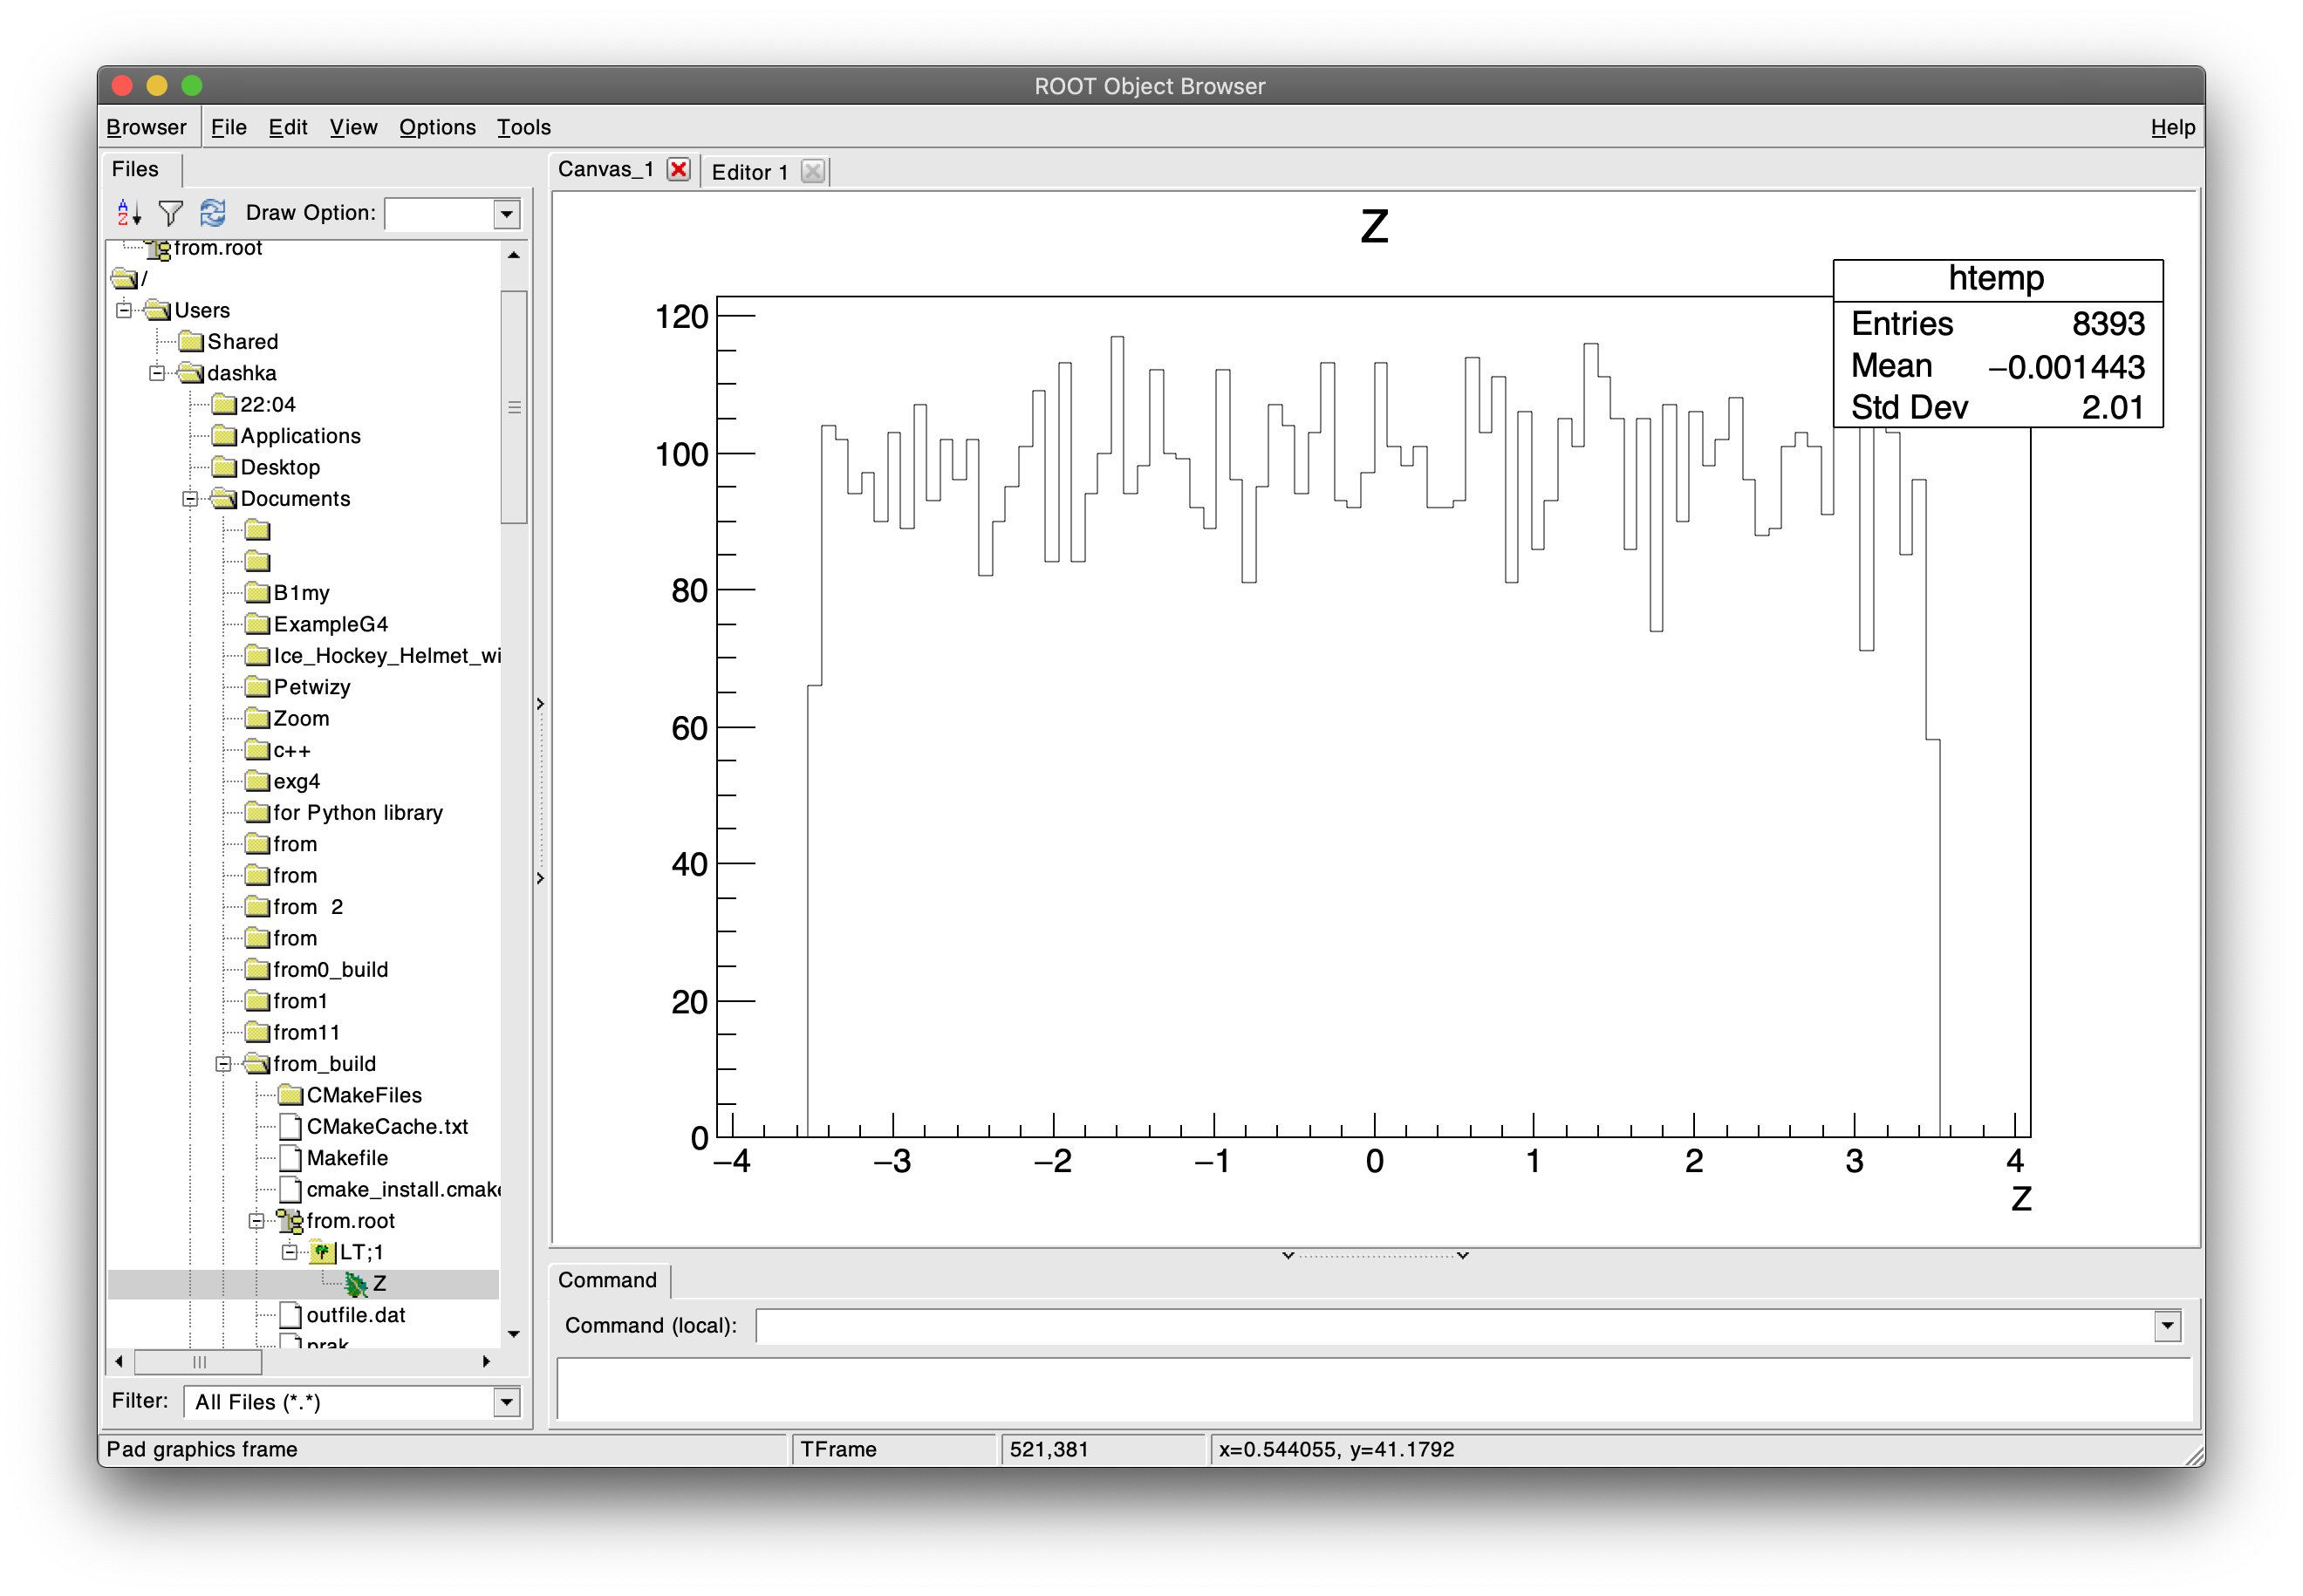 ROOT Object Browser
Browser File Edit View Options Tools Help
Files
Canvas_1 Editor 1
Draw Option:
from.root
/
Users
Shared
dashka
22:04
Applications
Desktop
Documents
B1my
ExampleG4
Ice_Hockey_Helmet_wi
Petwizy
Zoom
c++
exg4
for Python library
from
from
from 2
from
from0_build
from1
from11
from_build
CMakeFiles
CMakeCache.txt
Makefile
cmake_install.cmake
from.root
LT;1
Z
outfile.dat
prak
Filter: All Files (*.*)
Z
htemp
Entries 8393
Mean −0.001443
Std Dev 2.01
120
100
80
60
40
20
0
−4 −3 −2 −1 0 1 2 3 4
Z
Command
Command (local):
Pad graphics frame TFrame 521,381 x=0.544055, y=41.1792